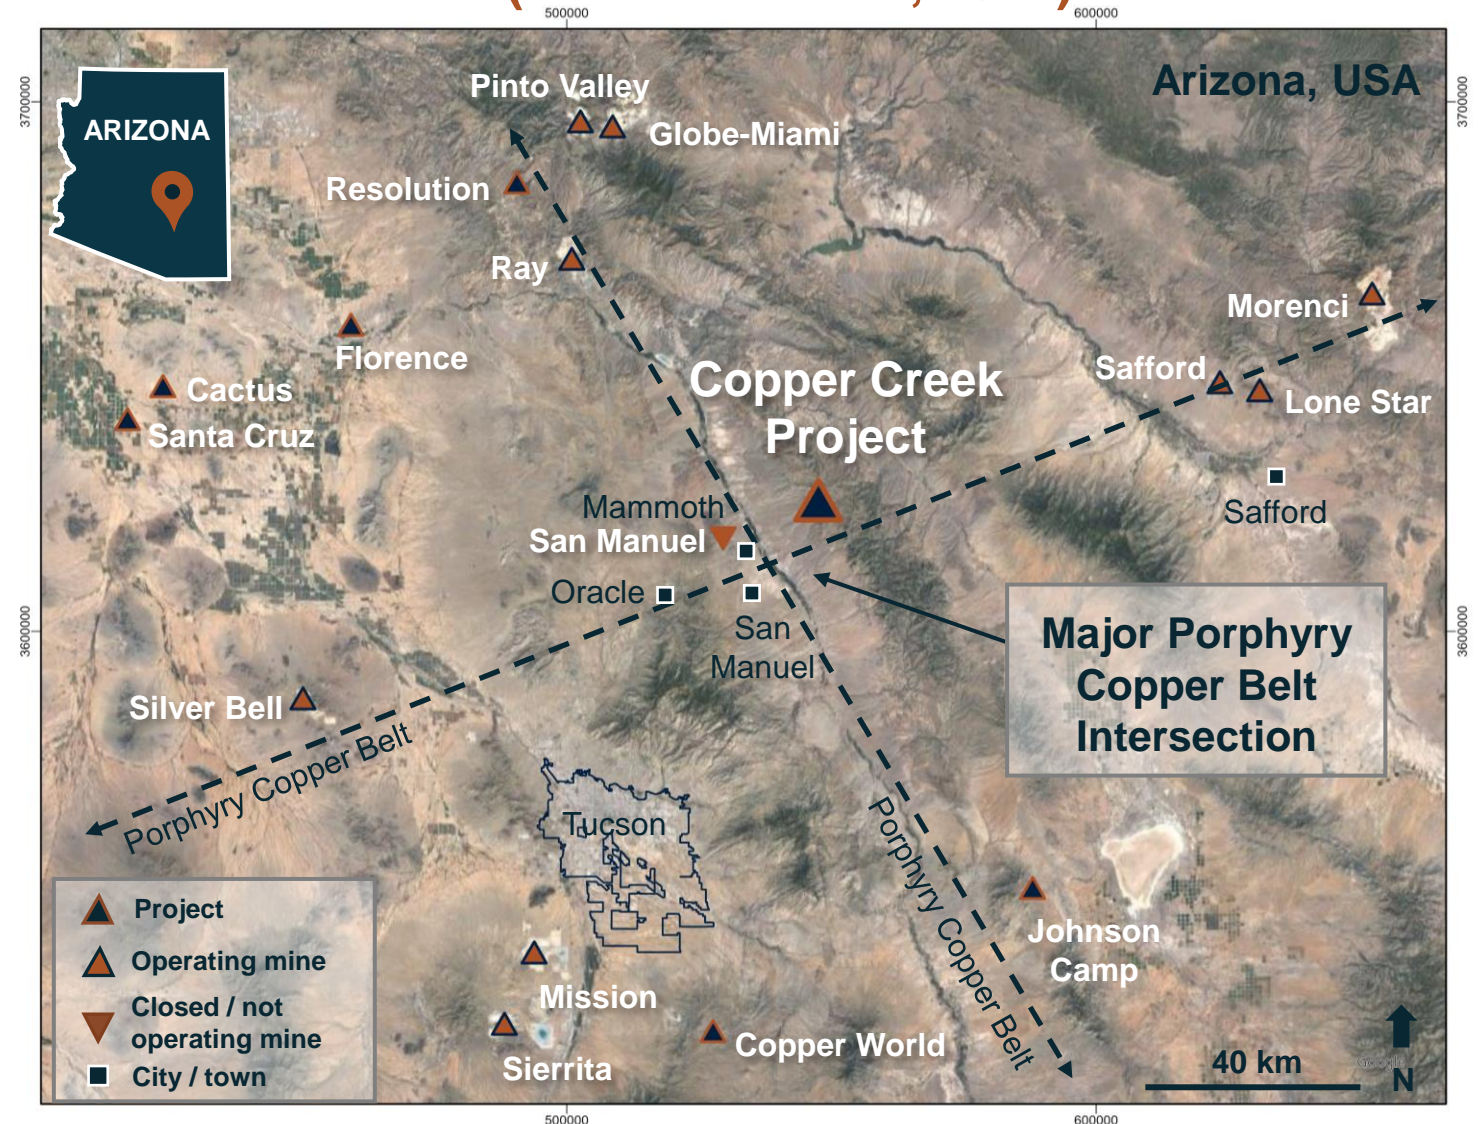 500000
600000
3700000
3700000
Arizona, USA
ARIZONA
Pinto Valley
Globe-Miami
Resolution
Ray
Morenci
Florence
Safford
Copper Creek
Project
Cactus
Lone Star
Santa Cruz
Mammoth
Safford
San Manuel
Oracle
3600000
3600000
San
Manuel
Major Porphyry
Copper Belt
Intersection
Silver Bell
Porphyry Copper Belt
Tucson
Porphyry Copper Belt
Project
Operating mine
Closed / not
operating mine
City / town
Johnson
Camp
Mission
Copper World
Sierrita
40 km
Google
N
500000
600000